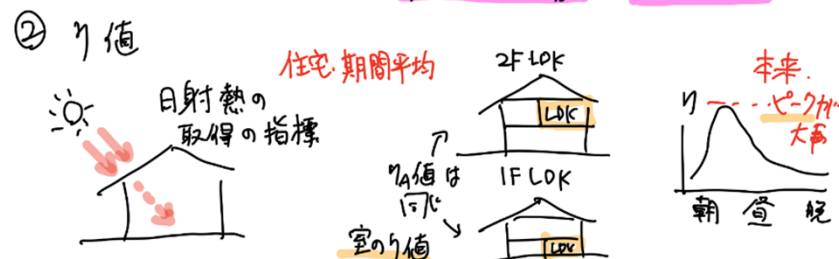 ② η値
日射熱の
取得の指標
住宅・期間平均
2F LDK
LDK
ηA値は
同じ
1F LDK
LDK
室のη値
本来.
η
ピークが
大事
朝 昼 晩